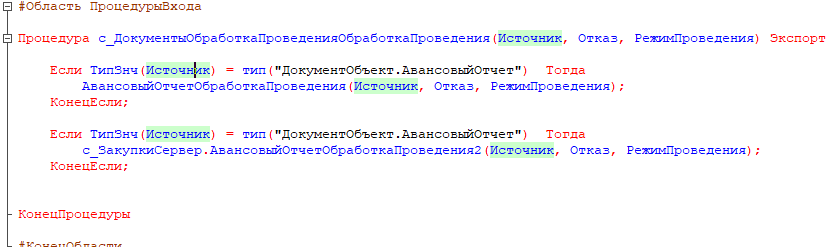 #Область ПроцедурыВхода
Процедура с_ДокументыОбработкаПроведенияОбработкаПроведения(Источник, Отказ, РежимПроведения) Экспорт
Если ТипЗнч(Источник) = тип("ДокументОбъект.АвансовыйОтчет")  Тогда
АвансовыйОтчетОбработкаПроведения(Источник, Отказ, РежимПроведения);
КонецЕсли;
Если ТипЗнч(Источник) = тип("ДокументОбъект.АвансовыйОтчет")  Тогда
с_ЗакупкиСервер.АвансовыйОтчетОбработкаПроведения2(Источник, Отказ, РежимПроведения);
КонецЕсли;
КонецПроцедуры
#КонецОбласти